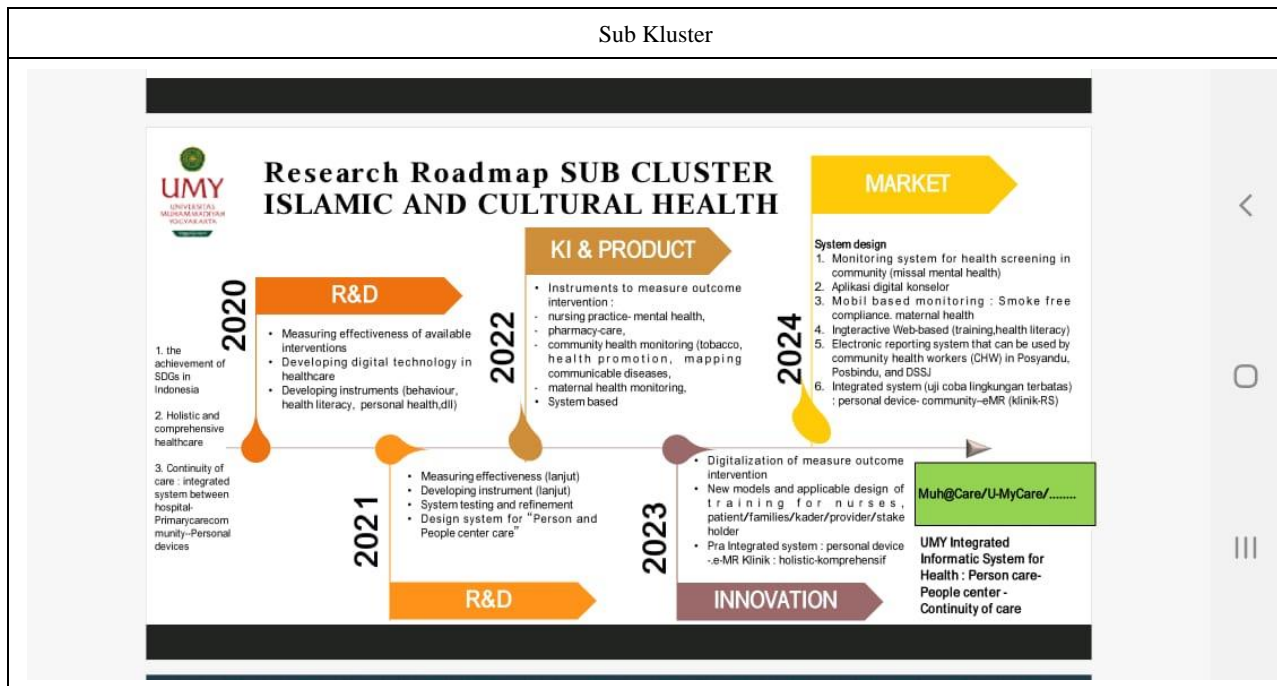 Sub Kluster
UMY
UNIVERSITAS
MUHAMMADIYAH
YOGYAKARTA
Research Roadmap SUB CLUSTER
ISLAMIC AND CULTURAL HEALTH
1. the
achievement of
SDGs in
Indonesia
2. Holistic and
comprehensive
healthcare
3. Continuity of
care : integrated
system between
hospital-
Primarycarecom
munity--Personal
devices
2020
R&D
• Measuring effectiveness of available
interventions
• Developing digital technology in
healthcare
• Developing instruments (behaviour,
health literacy, personal health,dll)
2021
• Measuring effectiveness (lanjut)
• Developing instrument (lanjut)
• System testing and refinement
• Design system for "Person and
People center care"
R&D
2022
KI & PRODUCT
• Instruments to measure outcome
intervention :
- nursing practice- mental health,
- pharmacy-care,
- community health monitoring (tobacco,
health promotion, mapping
communicable diseases,
- maternal health monitoring,
• System based
2023
• Digitalization of measure outcome
intervention
• New models and applicable design of
training for nurses,
patient/families/kader/provider/stake
holder
• Pra Integrated system : personal device
-.e-MR Klinik : holistic-komprehensif
INNOVATION
2024
MARKET
System design
1. Monitoring system for health screening in
community (missal mental health)
2. Aplikasi digital konselor
3. Mobil based monitoring : Smoke free
compliance. maternal health
4. Ingteractive Web-based (training,health literacy)
5. Electronic reporting system that can be used by
community health workers (CHW) in Posyandu,
Posbindu, and DSSJ
6. Integrated system (uji coba lingkungan terbatas)
: personal device- community--eMR (klinik-RS)
Muh@Care/U-MyCare/........
UMY Integrated
Informatic System for
Health : Person care-
People center -
Continuity of care